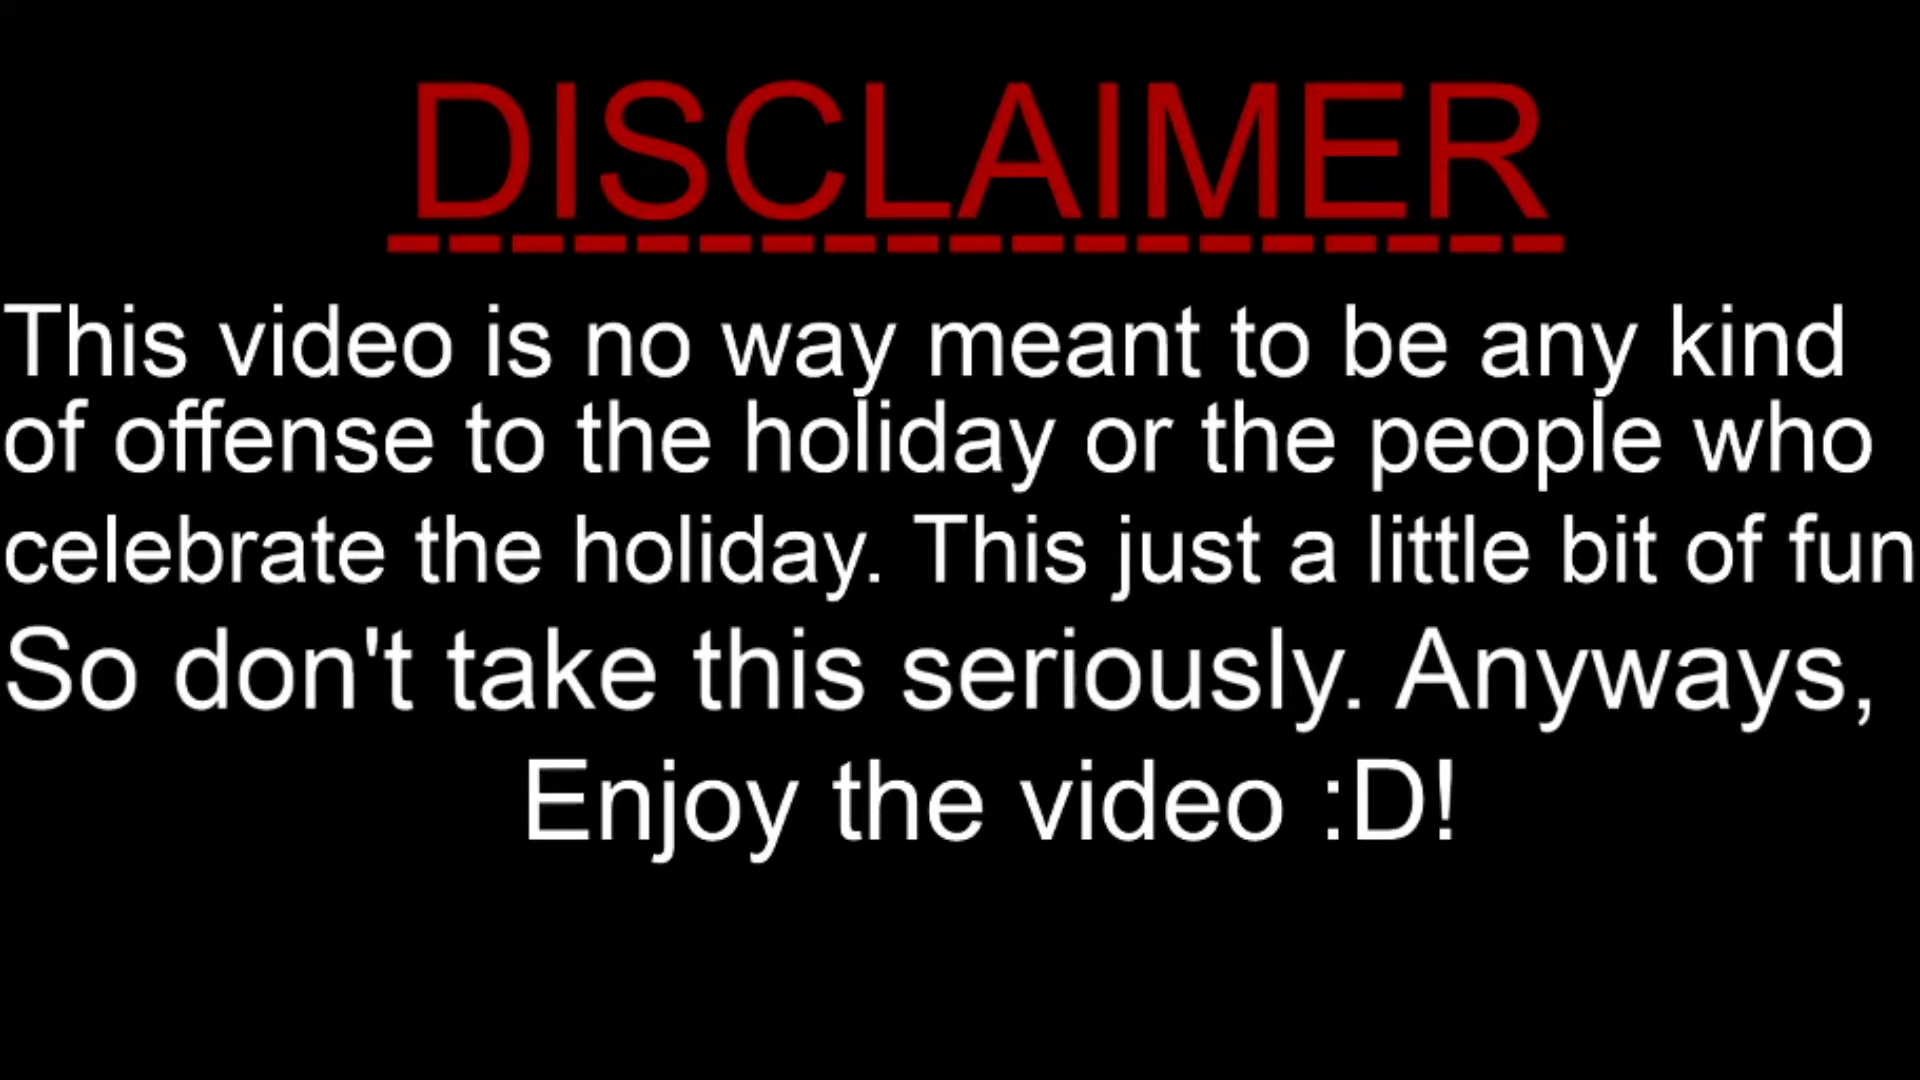 DISCLAIMER
-------------------
This video is no way meant to be any kind
of offense to the holiday or the people who
celebrate the holiday. This just a little bit of fun
So don't take this seriously. Anyways,
Enjoy the video :D!